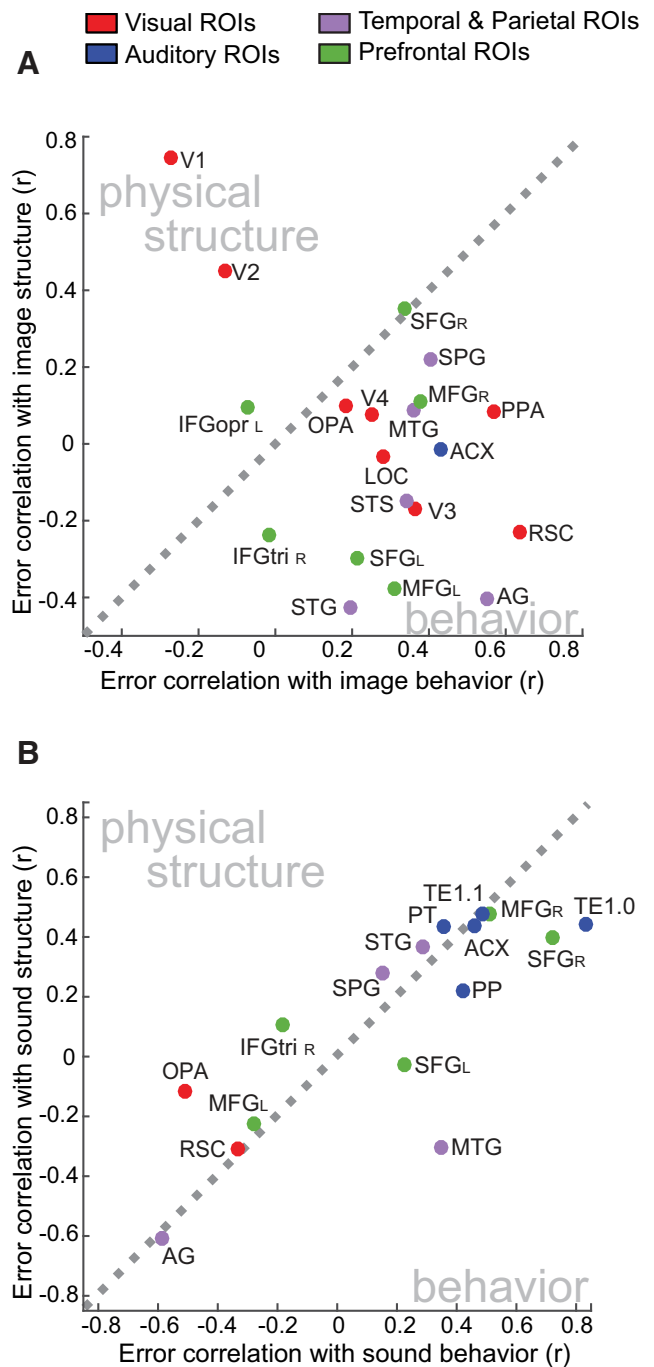 Visual ROIs
Temporal & Parietal ROIs
Auditory ROIs
Prefrontal ROIs
A
Error correlation with image structure (r)
0.8
0.6
0.4
0.2
0
-0.2
-0.4
physical
structure
V1
V2
SFGR
SPG
MFGR
V4
OPA
MTG
PPA
IFGopr L
ACX
LOC
STS
V3
RSC
IFGtri R
SFGL
MFGL
AG
STG
behavior
-0.4
-0.2
0
0.2
0.4
0.6
0.8
Error correlation with image behavior (r)
B
Error correlation with sound structure (r)
0.8
0.6
0.4
0.2
0
-0.2
-0.4
-0.6
-0.8
physical
structure
TE1.1
PT
MFGR
TE1.0
STG
ACX
SFGR
SPG
PP
IFGtri R
OPA
SFGL
MFGL
RSC
MTG
AG
behavior
-0.8
-0.6
-0.4
-0.2
0
0.2
0.4
0.6
0.8
Error correlation with sound behavior (r)